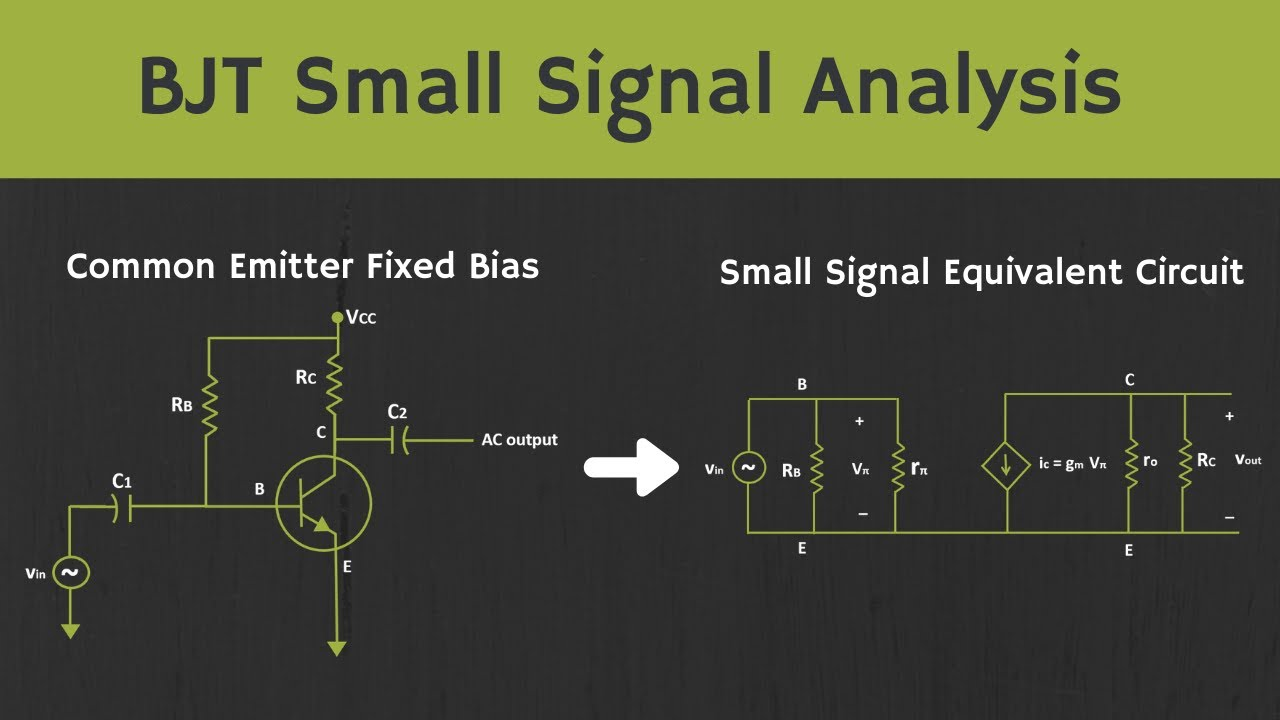 BJT Small Signal Analysis
Common Emitter Fixed Bias
VCC
RC
RB
C2
C
AC output
C1
B
E
vin
~
Small Signal Equivalent Circuit
B
C
+
+
vin
~
RB
Vπ
rπ
ic = gm Vπ
ro
RC
vout
–
–
E
E